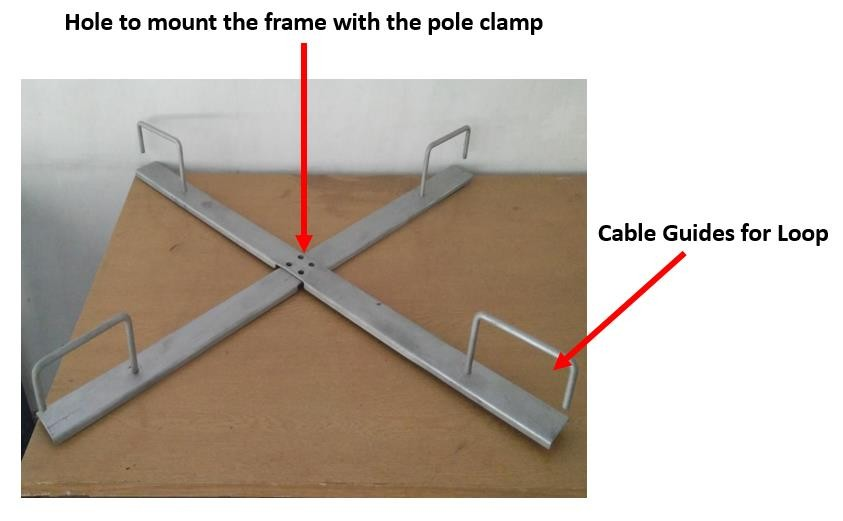 Hole to mount the frame with the pole clamp
Cable Guides for Loop